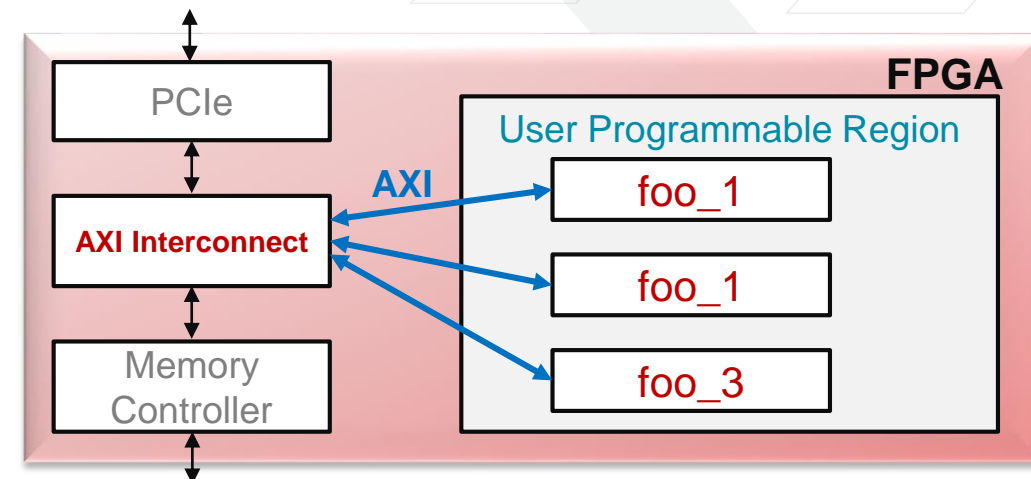 FPGA
PCIe
User Programmable Region
AXI
foo_1
AXI Interconnect
foo_1
Memory
Controller
foo_3